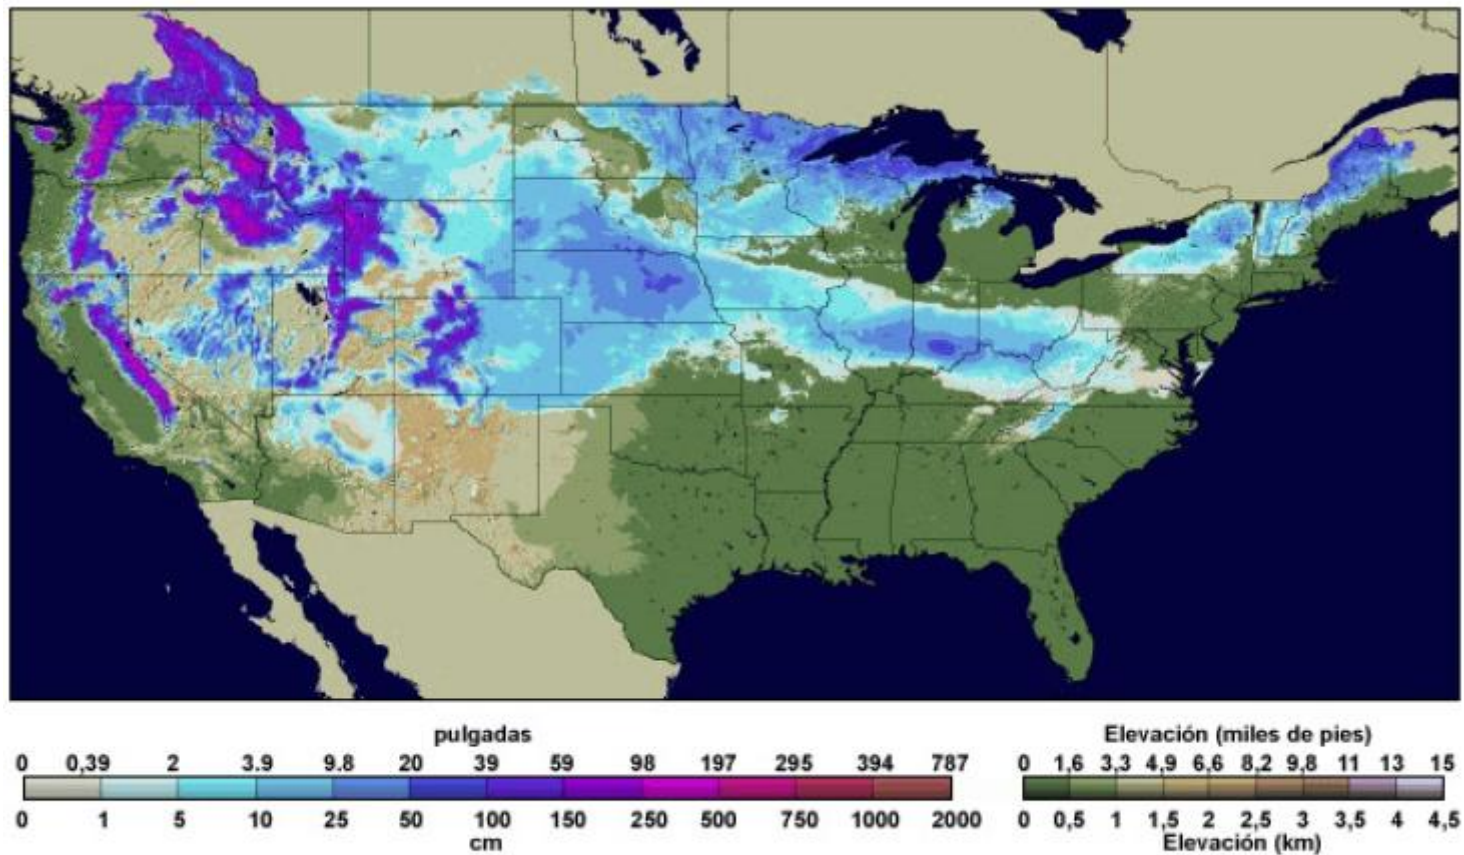 pulgadas
0 0,39 2 3.9 9.8 20 39 59 98 197 295 394 787
0 1 5 10 25 50 100 150 250 500 750 1000 2000
cm
Elevación (miles de pies)
0 1,6 3,3 4,9 6,6 8,2 9,8 11 13 15
0 0,5 1 1,5 2 2,5 3 3,5 4 4,5
Elevación (km)